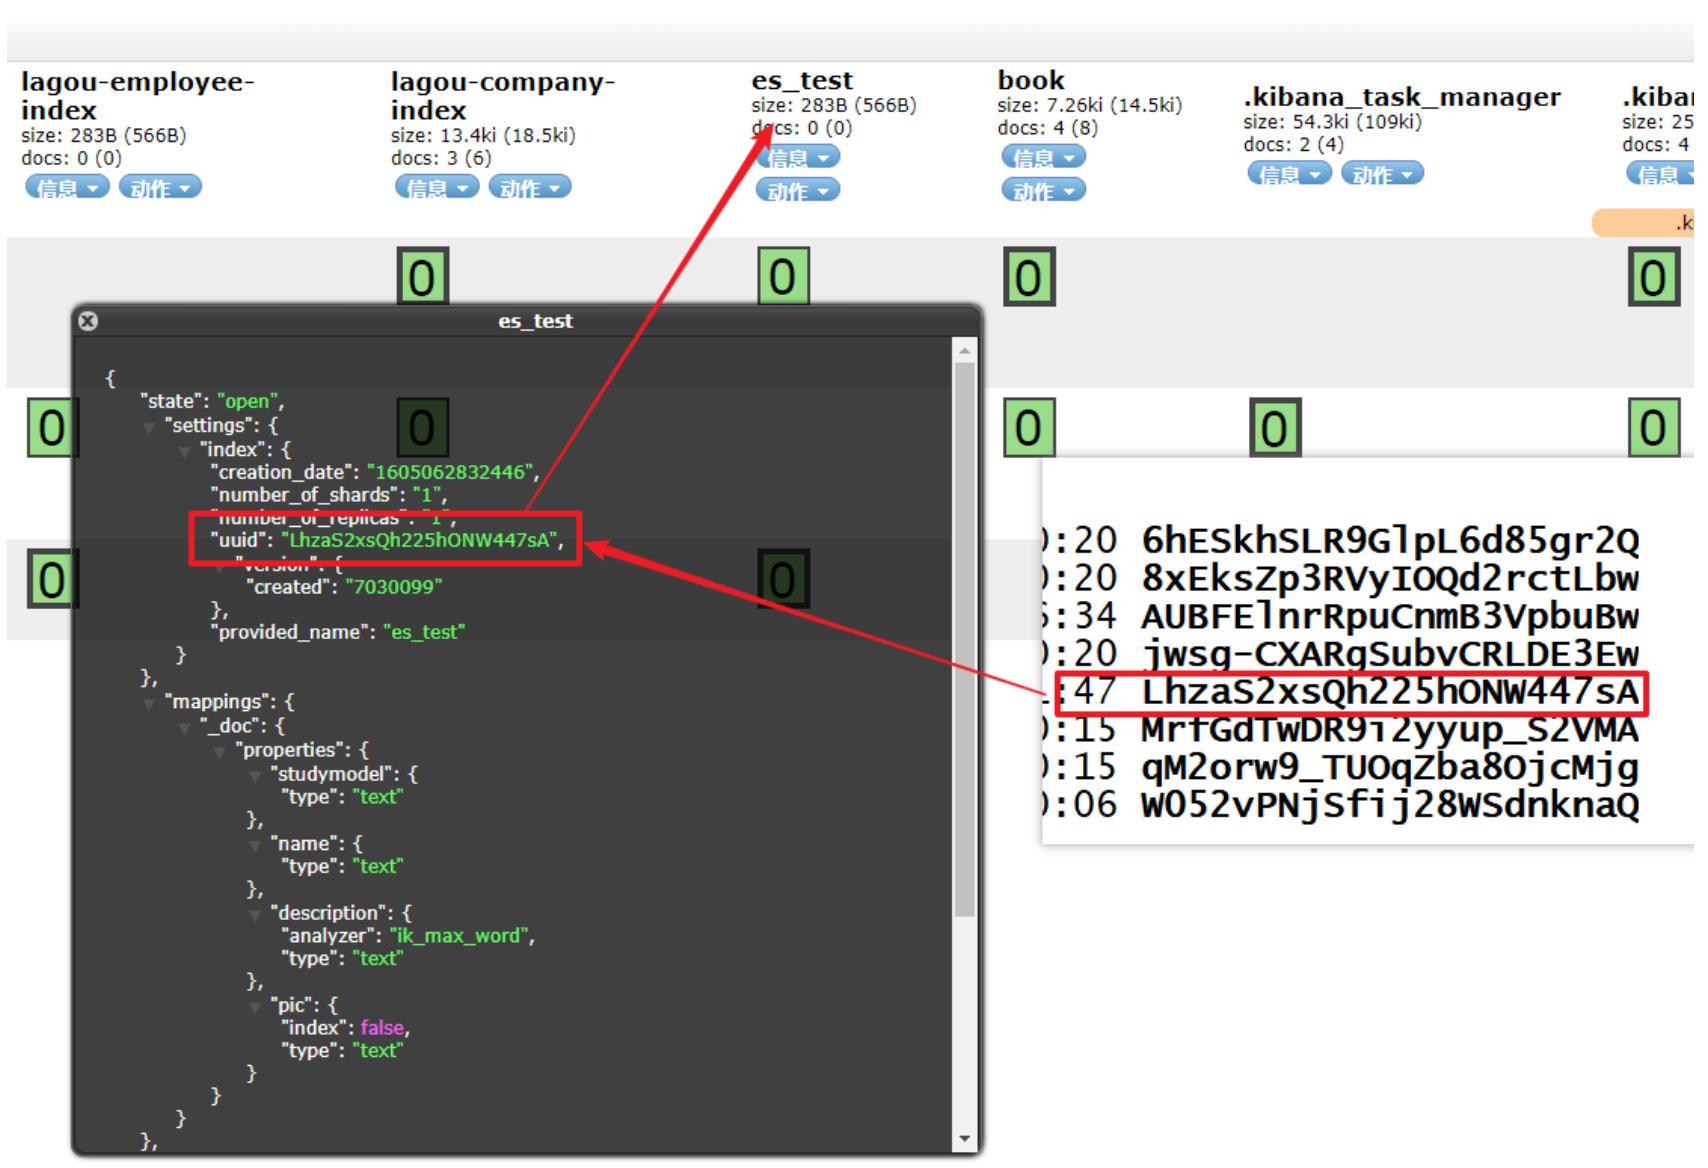 lagou-employee-
index
size: 283B (566B)
docs: 0 (0)
信息 动作
lagou-company-
index
size: 13.4ki (18.5ki)
docs: 3 (6)
信息 动作
es_test
size: 283B (566B)
docs: 0 (0)
信息
动作
book
size: 7.26ki (14.5ki)
docs: 4 (8)
信息
动作
.kibana_task_manager
size: 54.3ki (109ki)
docs: 2 (4)
信息 动作
.kiba
size: 25
docs: 4
信息
.k
0 0 0 0
es_test
{
"state": "open",
"settings": {
"index": {
"creation_date": "1605062832446",
"number_of_shards": "1",
"number_of_replicas": "1",
"uuid": "LhzaS2xsQh225hONW447sA",
"version": {
"created": "7030099"
},
"provided_name": "es_test"
}
},
"mappings": {
"_doc": {
"properties": {
"studymodel": {
"type": "text"
},
"name": {
"type": "text"
},
"description": {
"analyzer": "ik_max_word",
"type": "text"
},
"pic": {
"index": false,
"type": "text"
}
}
}
},
0 0 0 0 0
0 0
:20 6hESkhSLR9GlpL6d85gr2Q
:20 8xEksZp3RVyIOQd2rctLbw
:34 AUBFElnrRpuCnmB3VpbuBw
:20 jwsg-CXARgSubvCRLDE3Ew
:47 LhzaS2xsQh225hONW447sA
:15 MrfGdTwDR9i2yyup_S2VMA
:15 qM2orw9_TUOqZba8OjcMjg
:06 WO52vPNjSfij28WSdnknaQ